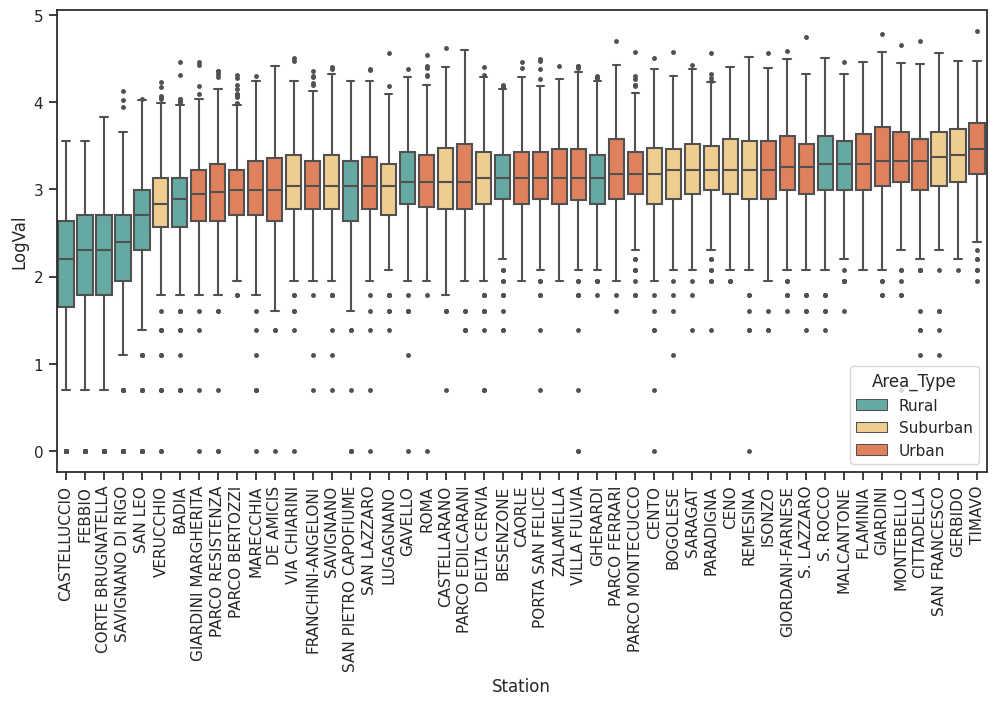 5
4
3
2
1
0
LogVal
Area_Type
Rural
Suburban
Urban
CASTELLUCCIO
FEBBIO
CORTE BRUGNATELLA
SAVIGNANO DI RIGO
SAN LEO
VERUCCHIO
BADIA
GIARDINI MARGHERITA
PARCO RESISTENZA
PARCO BERTOZZI
MARECCHIA
DE AMICIS
VIA CHIARINI
FRANCHINI-ANGELONI
SAVIGNANO
SAN PIETRO CAPOFIUME
SAN LAZZARO
LUGAGNANO
GAVELLO
ROMA
CASTELLARANO
PARCO EDILCARANI
DELTA CERVIA
BESENZONE
CAORLE
PORTA SAN FELICE
ZALAMELLA
VILLA FULVIA
GHERARDI
PARCO FERRARI
PARCO MONTECUCCO
CENTO
BOGOLESE
SARAGAT
PARADIGNA
CENO
REMESINA
ISONZO
GIORDANI-FARNESE
S. LAZZARO
S. ROCCO
MALCANTONE
FLAMINIA
GIARDINI
MONTEBELLO
CITTADELLA
SAN FRANCESCO
GERBIDO
TIMAVO
Station